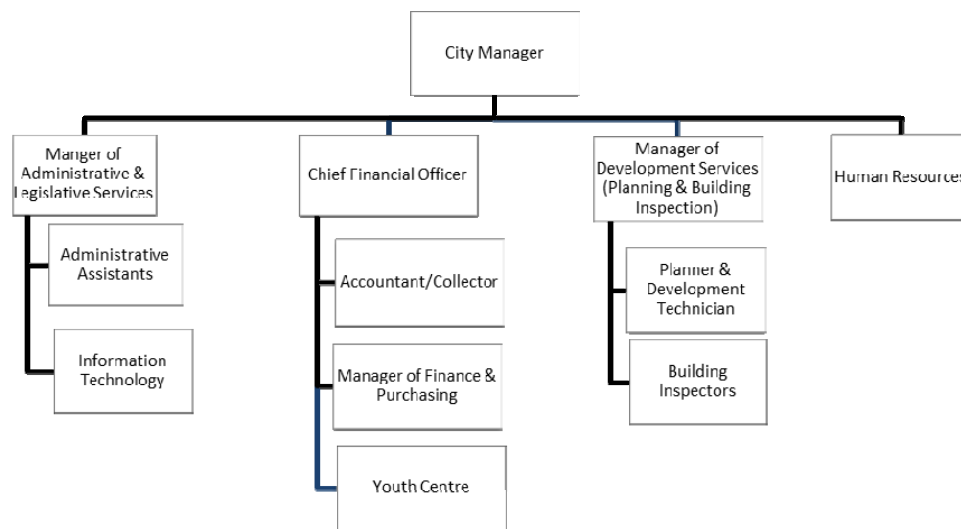 City Manager
Manger of
Administrative &
Legislative Services
Chief Financial Officer
Manager of
Development Services
(Planning & Building
Inspection)
Human Resources
Administrative
Assistants
Accountant/Collector
Planner &
Development
Technician
Information
Technology
Manager of Finance &
Purchasing
Building
Inspectors
Youth Centre